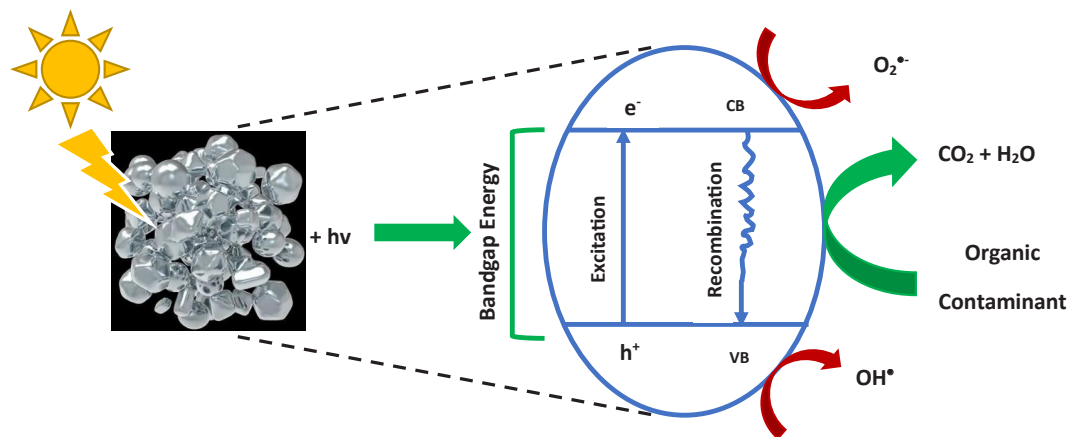 + hv
Bandgap Energy
Excitation
Recombination
e⁻
CB
h⁺
VB
O₂•⁻
CO₂ + H₂O
Organic
Contaminant
OH•